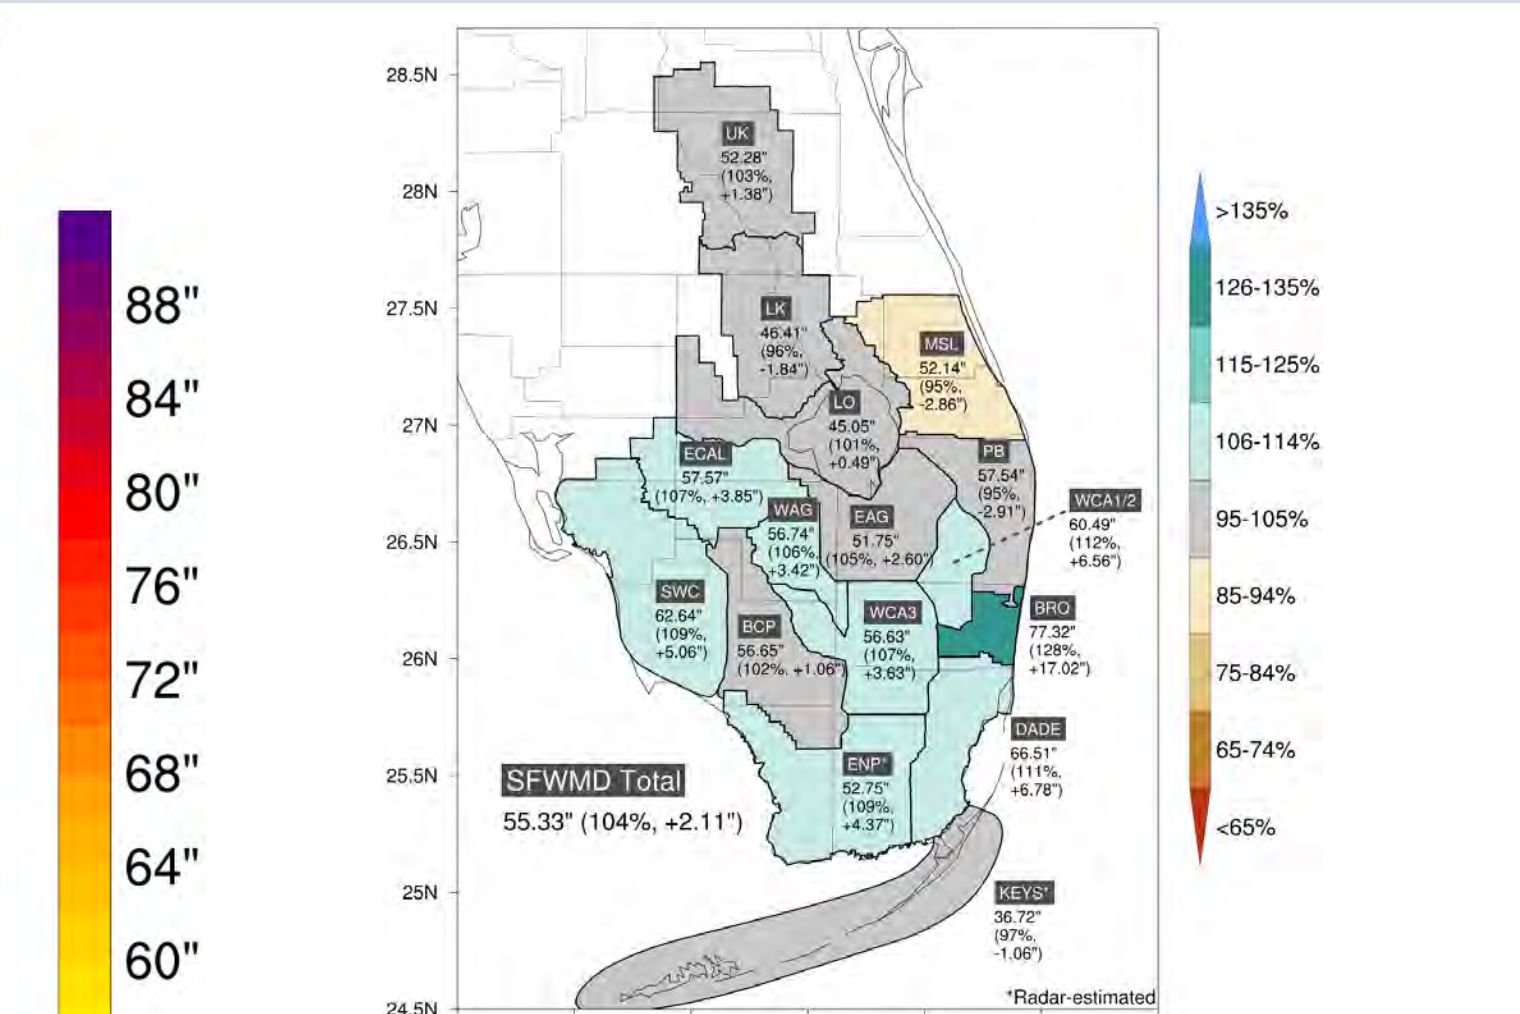 88"
84"
80"
76"
72"
68"
64"
60"
28.5N
28N
27.5N
27N
26.5N
26N
25.5N
25N
24.5N
UK
52.28"
(103%,
+1.38")
LK
46.41"
(96%,
-1.84")
MSL
52.14"
(95%,
-2.86")
LO
45.05"
(101%,
+0.49")
ECAL
57.57"
(107%, +3.85")
PB
57.54"
(95%,
-2.91")
WAG
56.74"
(106%,
+3.42")
EAG
51.75"
(105%, +2.60")
WCA1/2
60.49"
(112%,
+6.56")
SWC
62.64"
(109%,
+5.06")
BCP
56.65"
(102%, +1.06")
WCA3
56.63"
(107%,
+3.63")
BRO
77.32"
(128%,
+17.02")
DADE
66.51"
(111%,
+6.78")
ENP*
52.75"
(109%,
+4.37")
SFWMD Total
55.33" (104%, +2.11")
KEYS*
36.72"
(97%,
-1.06")
*Radar-estimated
>135%
126-135%
115-125%
106-114%
95-105%
85-94%
75-84%
65-74%
<65%